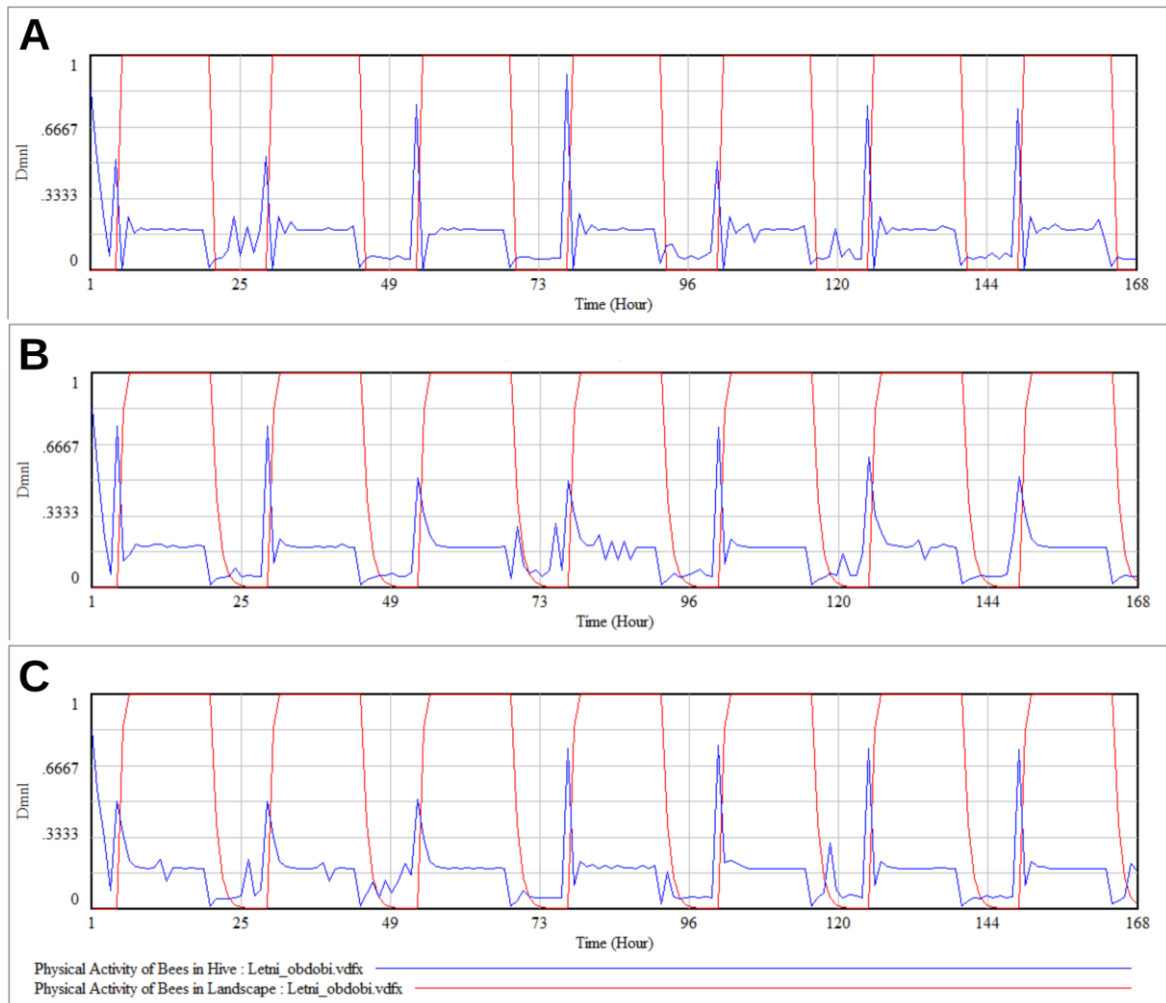 A
1
.6667
Dmnl
.3333
0
1 25 49 73 96 120 144 168
Time (Hour)
B
1
.6667
Dmnl
.3333
0
1 25 49 73 96 120 144 168
Time (Hour)
C
1
.6667
Dmnl
.3333
0
1 25 49 73 96 120 144 168
Time (Hour)
Physical Activity of Bees in Hive : Letni_obdobi.vdfx
Physical Activity of Bees in Landscape : Letni_obdobi.vdfx